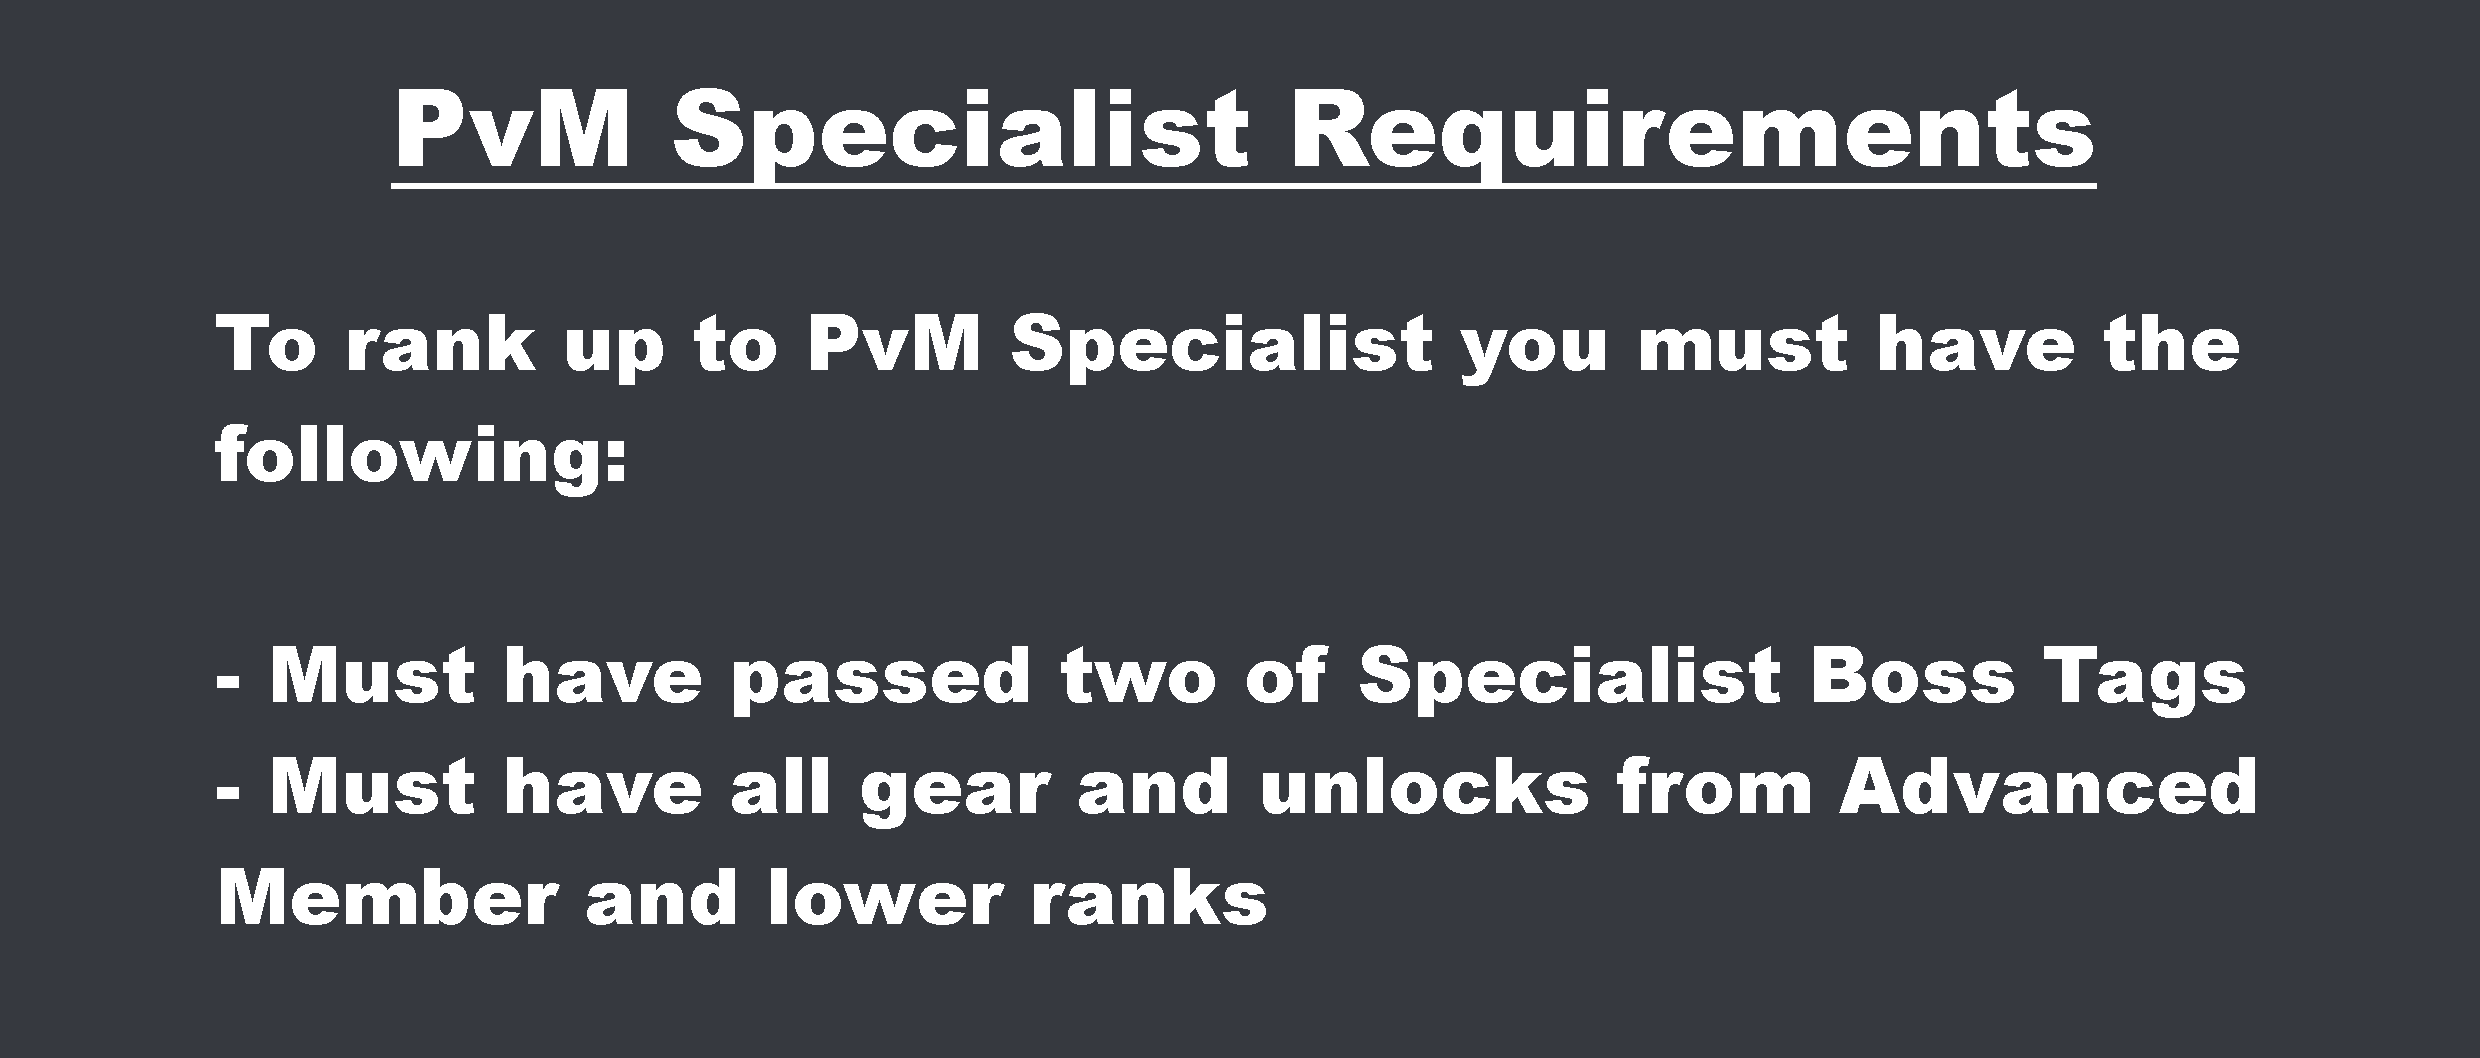 PvM Specialist Requirements
To rank up to PvM Specialist you must have the
following:
- Must have passed two of Specialist Boss Tags
- Must have all gear and unlocks from Advanced
Member and lower ranks